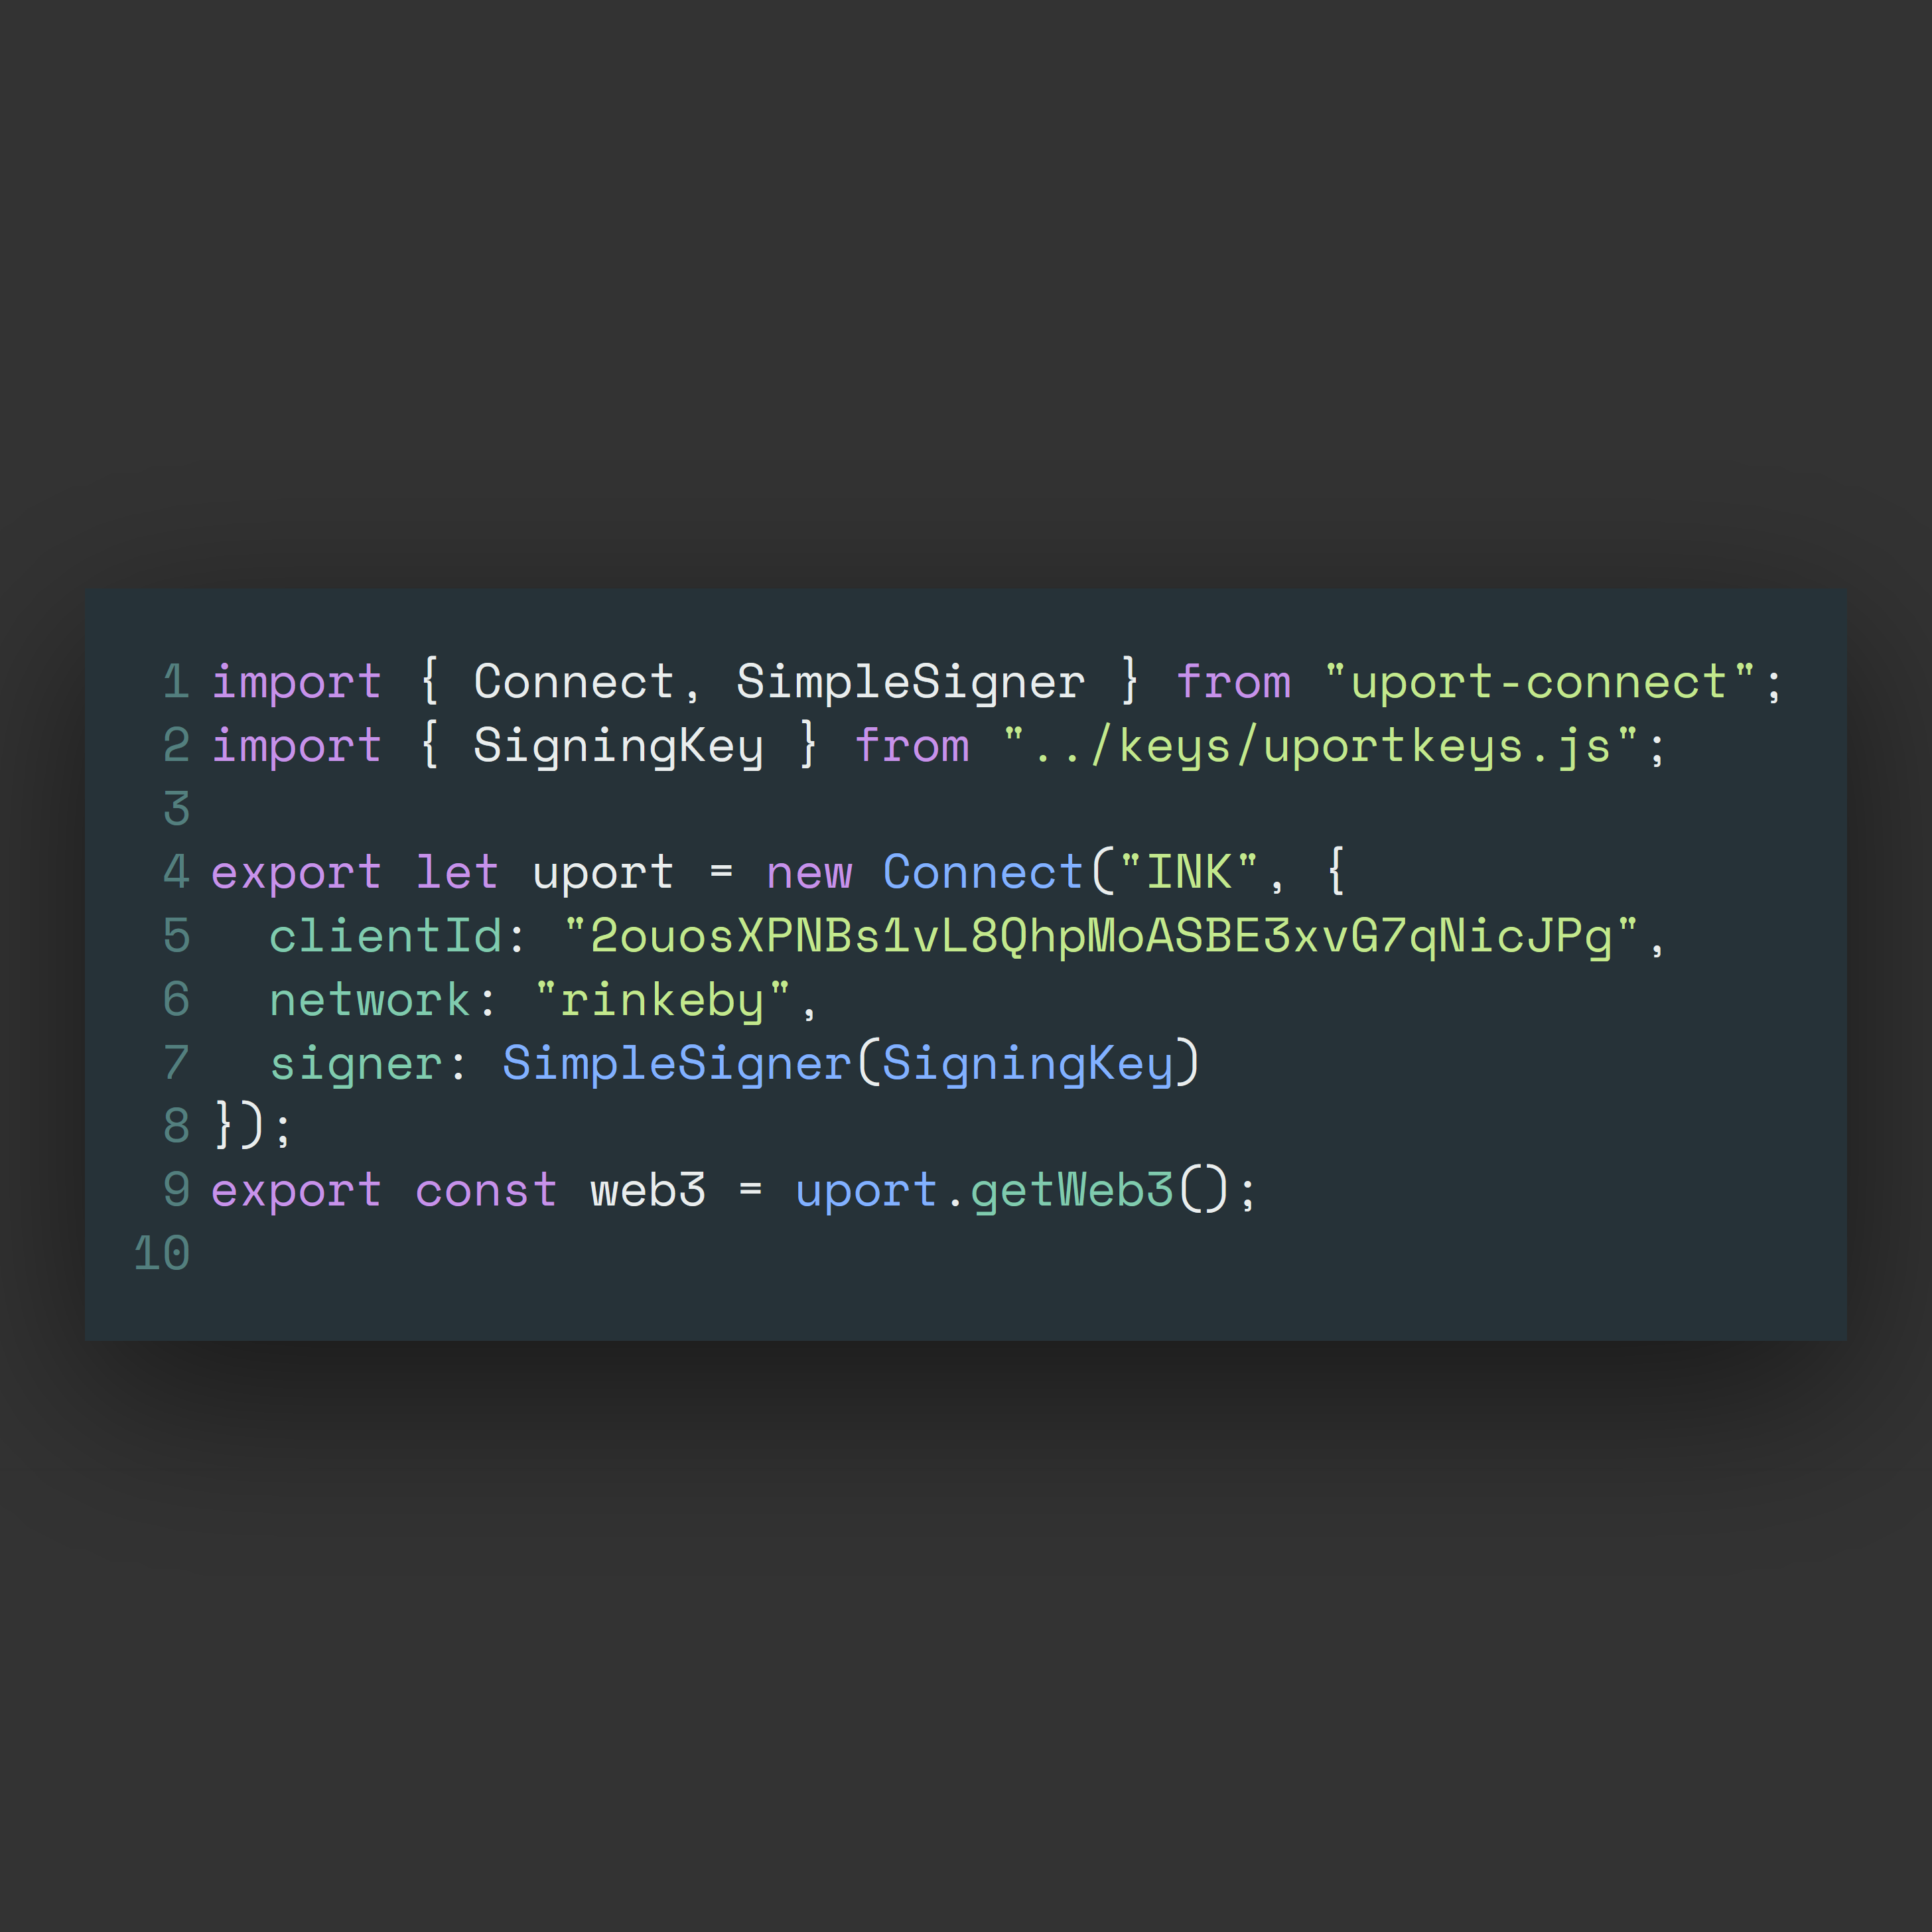 1 import { Connect, SimpleSigner } from "uport-connect";
2 import { SigningKey } from "../keys/uportkeys.js";
3
4 export let uport = new Connect("INK", {
5   clientId: "2ouosXPNBs1vL8QhpMoASBE3xvG7qNicJPg",
6   network: "rinkeby",
7   signer: SimpleSigner(SigningKey)
8 });
9 export const web3 = uport.getWeb3();
10